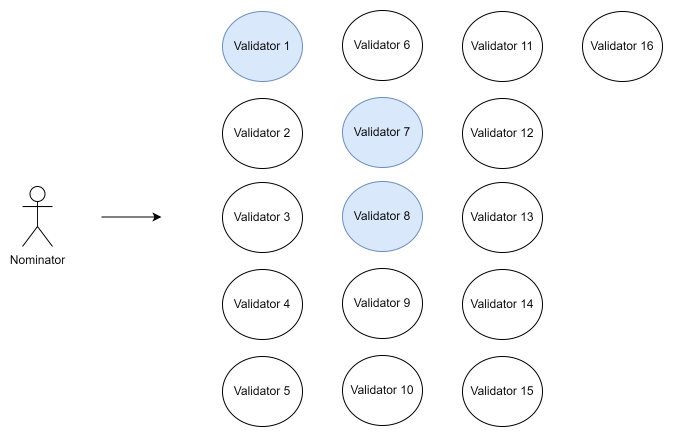 Validator 1
Validator 6
Validator 11
Validator 16
Validator 2
Validator 7
Validator 12
Validator 3
Validator 8
Validator 13
Nominator
Validator 4
Validator 9
Validator 14
Validator 5
Validator 10
Validator 15